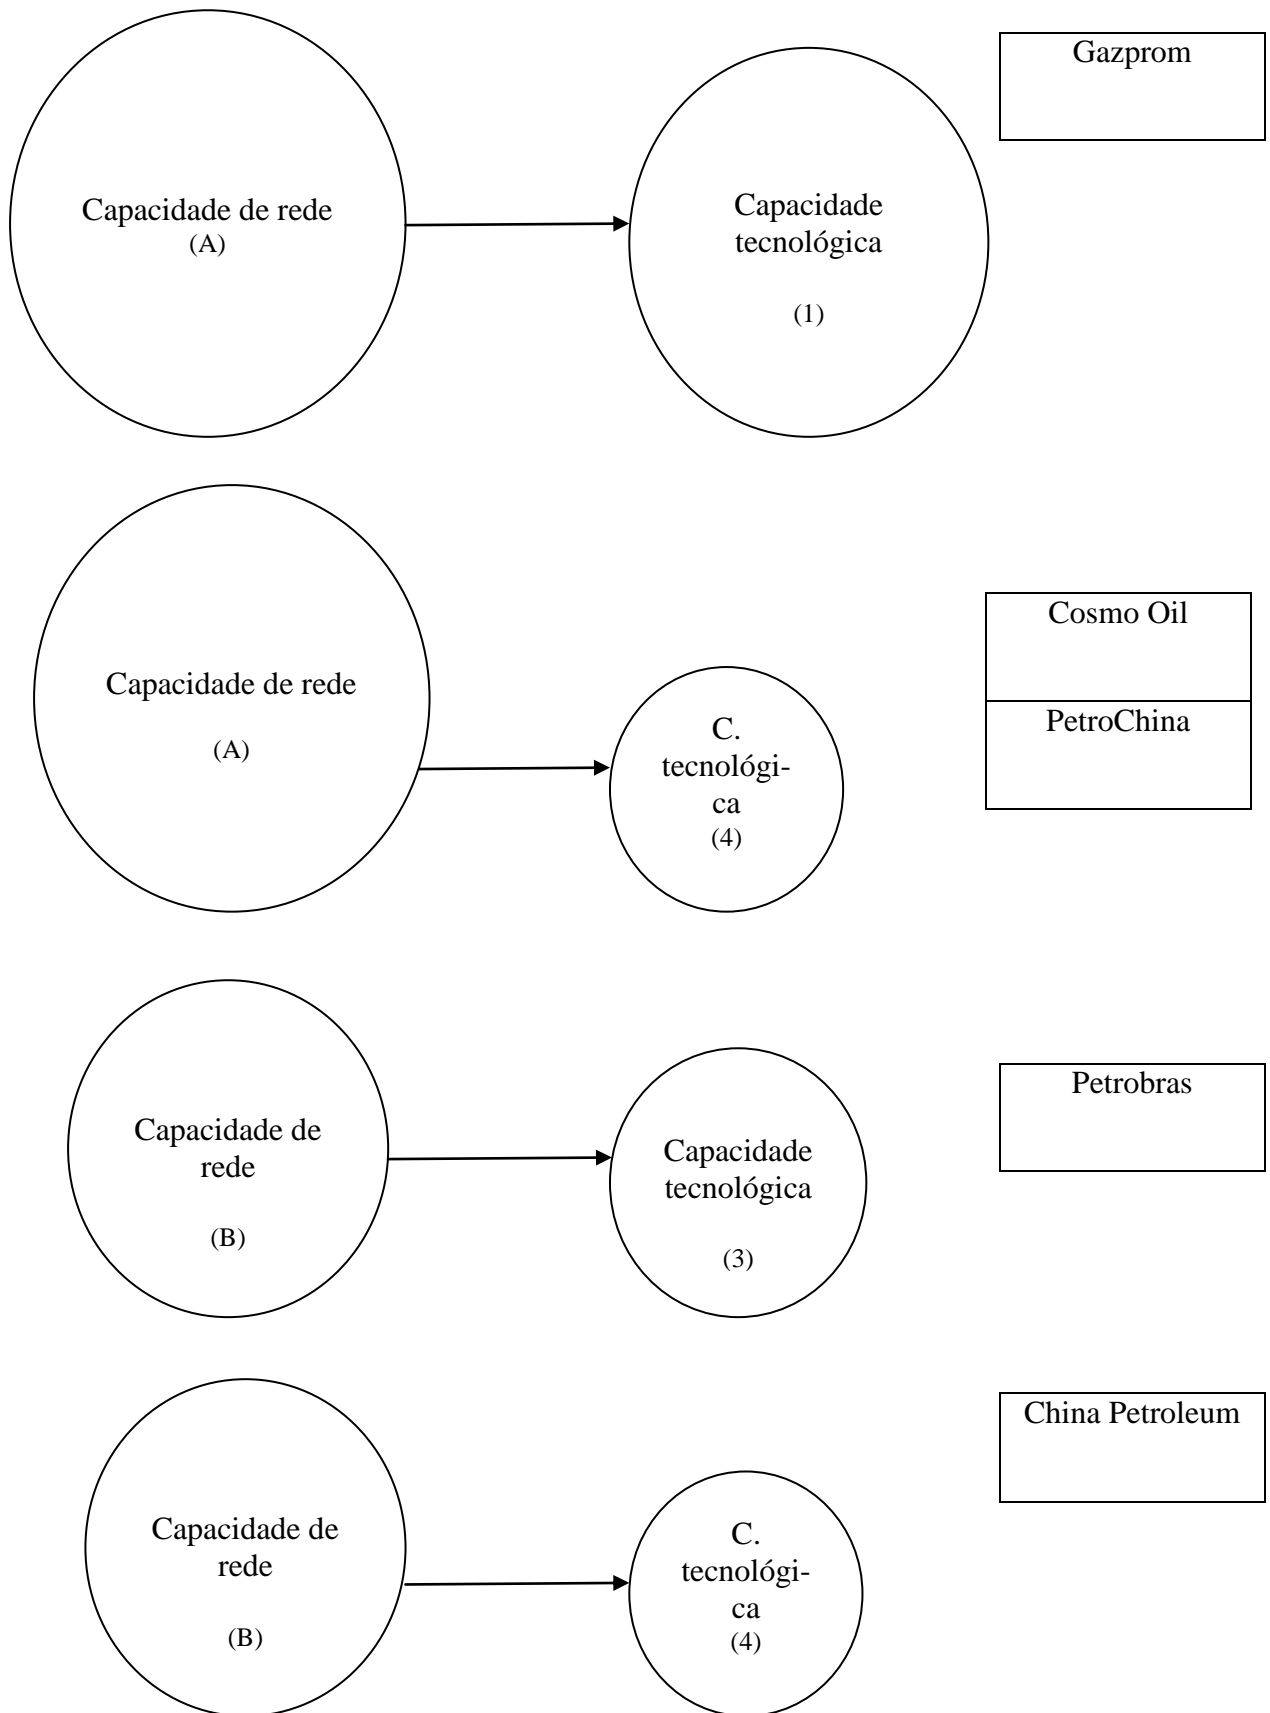 Gazprom
Capacidade de rede
(A)
Capacidade
tecnológica
(1)
Cosmo Oil
PetroChina
Capacidade de rede
(A)
C.
tecnológi-
ca
(4)
Petrobras
Capacidade de
rede
(B)
Capacidade
tecnológica
(3)
China Petroleum
Capacidade de
rede
(B)
C.
tecnológi-
ca
(4)